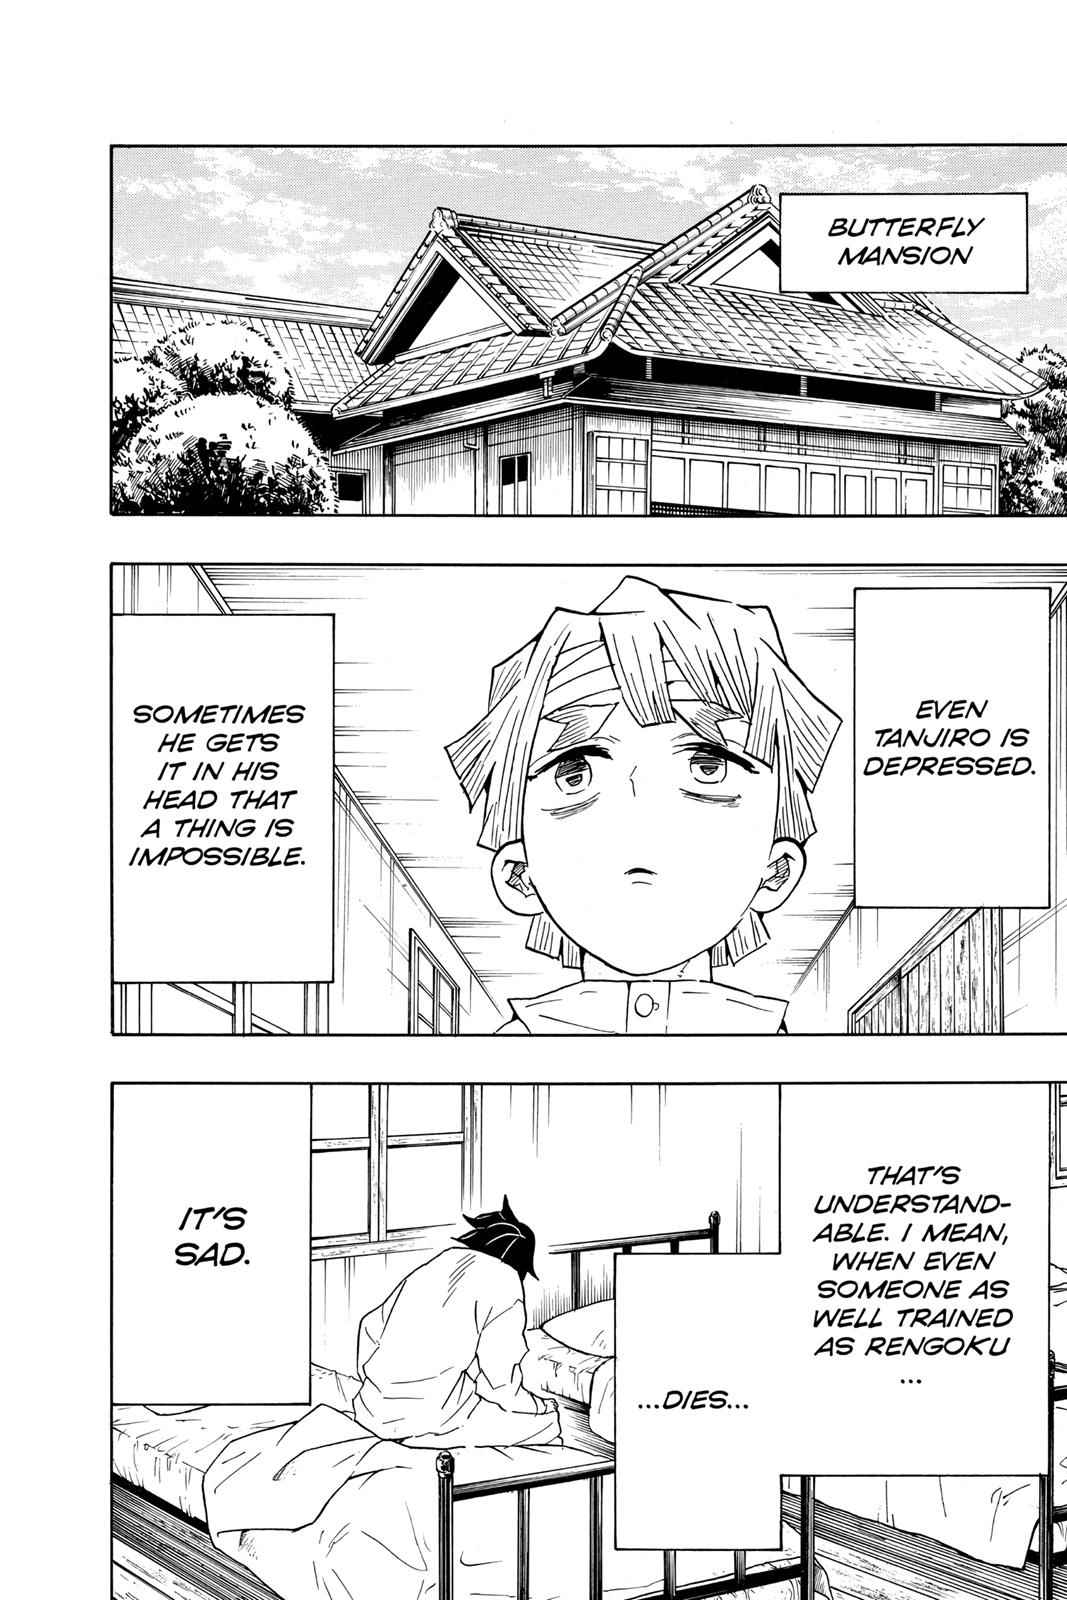 BUTTERFLY
MANSION
EVEN
TANJIRO IS
DEPRESSED.
SOMETIMES
HE GETS
IT IN HIS
HEAD THAT
A THING IS
IMPOSSIBLE.
THAT'S
UNDERSTAND-
ABLE. I MEAN,
WHEN EVEN
SOMEONE AS
WELL TRAINED
AS RENGOKU
...
...DIES...
IT'S
SAD.